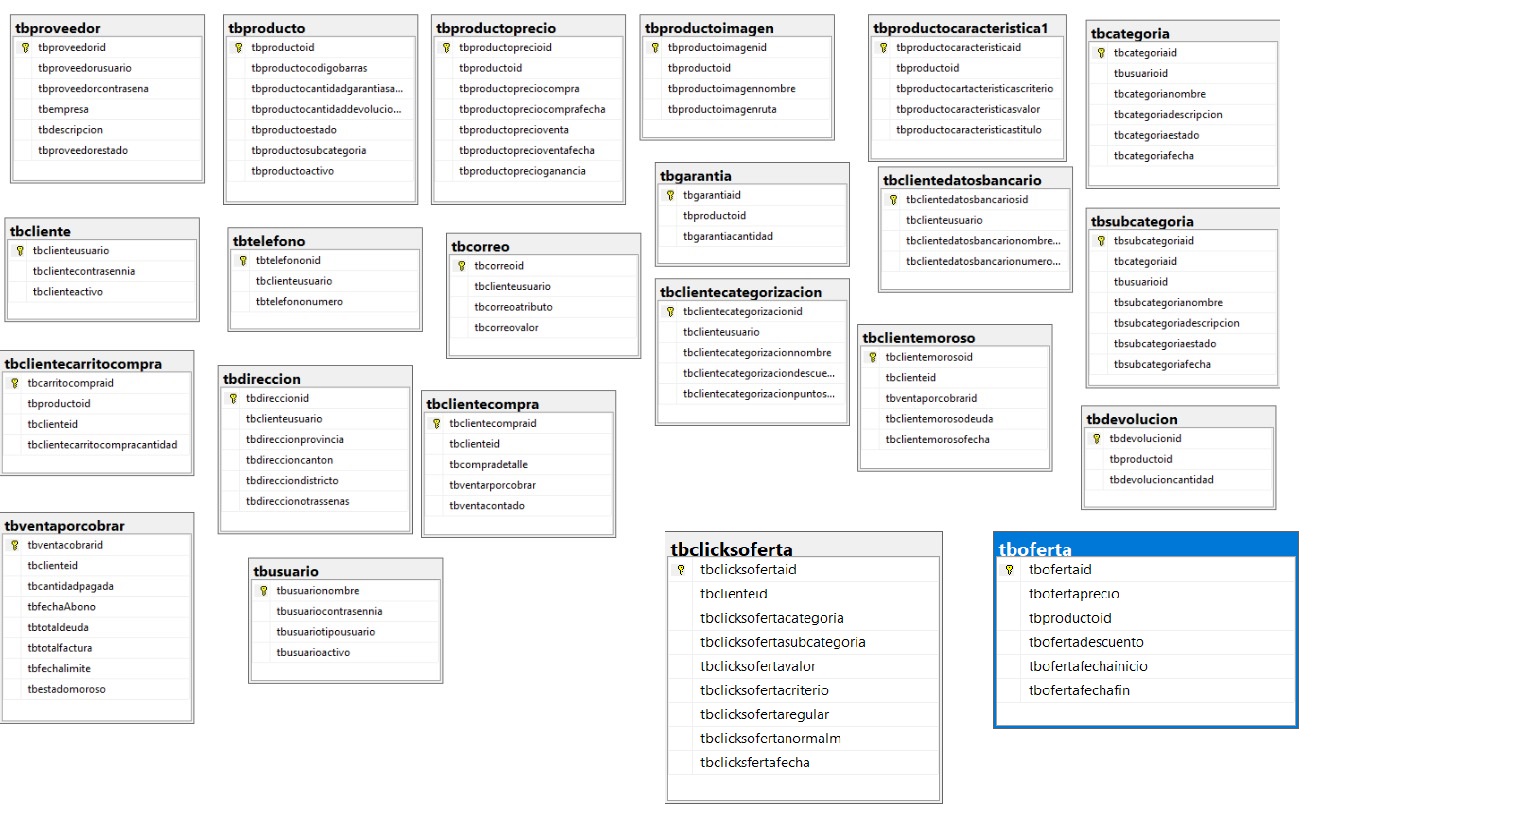 tbproveedor
tbproveedorid
tbproveedorusuario
tbproveedorcontrasena
tbempresa
tbdescripcion
tbproveedorestado
tbproducto
tbproductoid
tbproductocodigobarras
tbproductocantidadgarantiasa...
tbproductocantidaddevolucio...
tbproductoestado
tbproductosubcategoria
tbproductoactivo
tbproductoprecio
tbproductoprecioid
tbproductoid
tbproductopreciocompra
tbproductopreciocomprafecha
tbproductoprecioventa
tbproductoprecioventafecha
tbproductoprecioganancia
tbproductoimagen
tbproductoimagenid
tbproductoid
tbproductoimagennombre
tbproductoimagenruta
tbproductocaracteristica1
tbproductocaracteristicaid
tbproductoid
tbproductocartacteristicascriterio
tbproductocaracteristicasvalor
tbproductocaracteristicastitulo
tbcategoria
tbcategoriaid
tbusuarioid
tbcategorianombre
tbcategoriadescripcion
tbcategoriaestado
tbcategoriafecha
tbgarantia
tbgarantiaid
tbproductoid
tbgarantiacantidad
tbclientedatosbancario
tbclientedatosbancariosid
tbclienteusuario
tbclientedatosbancarionombre...
tbclientedatosbancarionumero...
tbsubcategoria
tbsubcategoriaid
tbcategoriaid
tbusuarioid
tbsubcategorianombre
tbsubcategoriadescripcion
tbsubcategoriaestado
tbsubcategoriafecha
tbcliente
tbclienteusuario
tbclientecontrasennia
tbclienteactivo
tbtelefono
tbtelefononid
tbclienteusuario
tbtelefononumero
tbcorreo
tbcorreoid
tbclienteusuario
tbcorreoatributo
tbcorreovalor
tbclientecategorizacion
tbclientecategorizacionid
tbclienteusuario
tbclientecategorizacionnombre
tbclientecategorizaciondescue...
tbclientecategorizacionpuntos...
tbclientemoroso
tbclientemorosoid
tbclienteid
tbventaporcobrarid
tbclientemorosodeuda
tbclientemorosofecha
tbclientecarritocompra
tbcarritocompraid
tbproductoid
tbclienteid
tbclientecarritocompracantidad
tbdireccion
tbdireccionid
tbclienteusuario
tbdireccionprovincia
tbdireccioncanton
tbdirecciondistricto
tbdireccionotrassenas
tbclientecompra
tbclientecompraid
tbclienteid
tbcompradetalle
tbventarporcobrar
tbventacontado
tbdevolucion
tbdevolucionid
tbproductoid
tbdevolucioncantidad
tbventaporcobrar
tbventacobrarid
tbclienteid
tbcantidadpagada
tbfechaAbono
tbtotaldeuda
tbtotalfactura
tbfechalimite
tbestadomoroso
tbusuario
tbusuarionombre
tbusuariocontrasennia
tbusuariotipousuario
tbusuarioactivo
tbclicksoferta
tbclicksofertaid
tbclienteid
tbclicksofertacategoria
tbclicksofertasubcategoria
tbclicksofertavalor
tbclicksofertacriterio
tbclicksofertaregular
tbclicksofertanormalm
tbclicksfertafecha
tboferta
tbofertaid
tbofertaprecio
tbproductoid
tbofertadescuento
tbofertafechainicio
tbofertafechafin